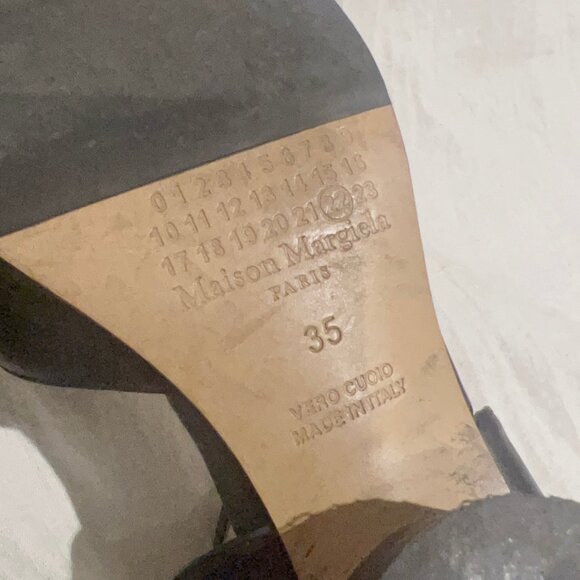 0 1 2 3 4 5 6 7 8 9
10 11 12 13 14 15 16
17 18 19 20 21 22 23
Maison Margiela
PARIS
35
VERO CUOIO
MADE IN ITALY